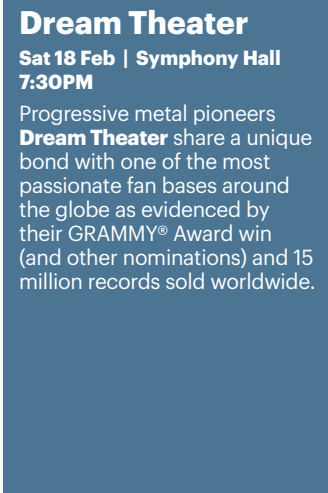 Dream Theater
Sat 18 Feb | Symphony Hall
7:30PM
Progressive metal pioneers
Dream Theater share a unique
bond with one of the most
passionate fan bases around
the globe as evidenced by
their GRAMMY® Award win
(and other nominations) and 15
million records sold worldwide.